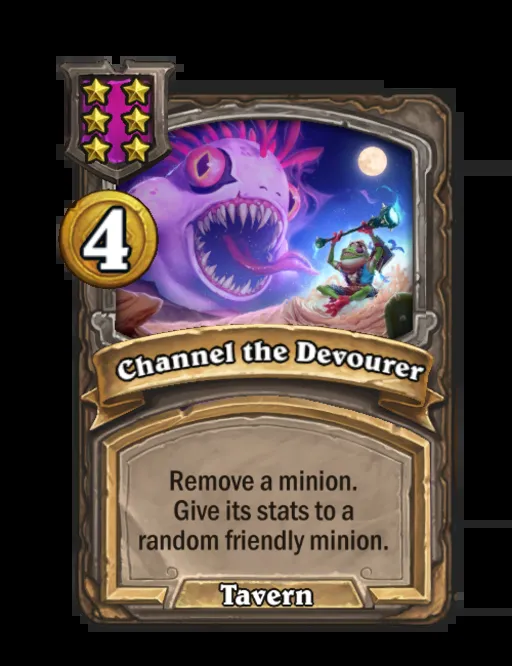 4
Channel the Devourer
Remove a minion.
Give its stats to a
random friendly minion.
Tavern